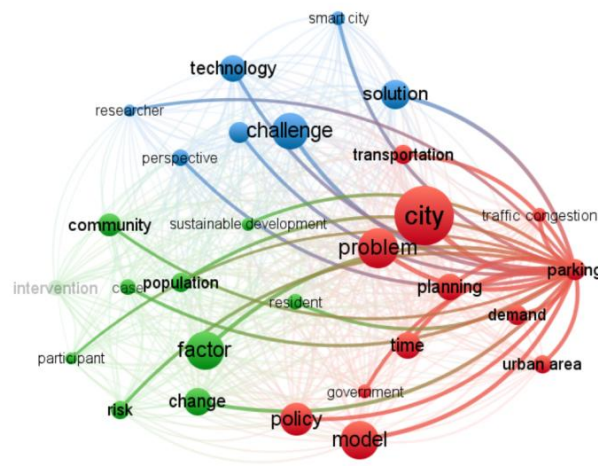 smart city
technology
solution
researcher
challenge
perspective
transportation
city
traffic congestion
community
sustainable development
problem
parking
intervention
case
population
planning
resident
demand
factor
time
participant
urban area
government
risk
change
policy
model